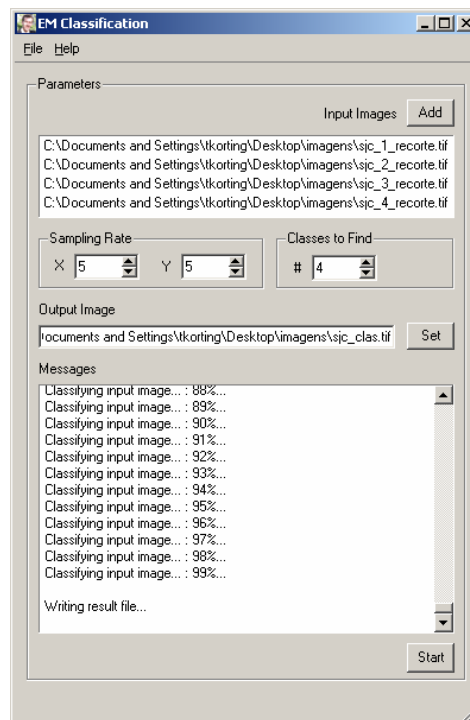 EM Classification
File Help
Parameters
Input Images Add
C:\Documents and Settings\tkorting\Desktop\imagens\sjc_1_recorte.tif
C:\Documents and Settings\tkorting\Desktop\imagens\sjc_2_recorte.tif
C:\Documents and Settings\tkorting\Desktop\imagens\sjc_3_recorte.tif
C:\Documents and Settings\tkorting\Desktop\imagens\sjc_4_recorte.tif
Sampling Rate Classes to Find
X 5 Y 5 # 4
Output Image
ocuments and Settings\tkorting\Desktop\imagens\sjc_clas.tif Set
Messages
Classifying input image... : 88%...
Classifying input image... : 89%...
Classifying input image... : 90%...
Classifying input image... : 91%...
Classifying input image... : 92%...
Classifying input image... : 93%...
Classifying input image... : 94%...
Classifying input image... : 95%...
Classifying input image... : 96%...
Classifying input image... : 97%...
Classifying input image... : 98%...
Classifying input image... : 99%...
Writing result file...
Start